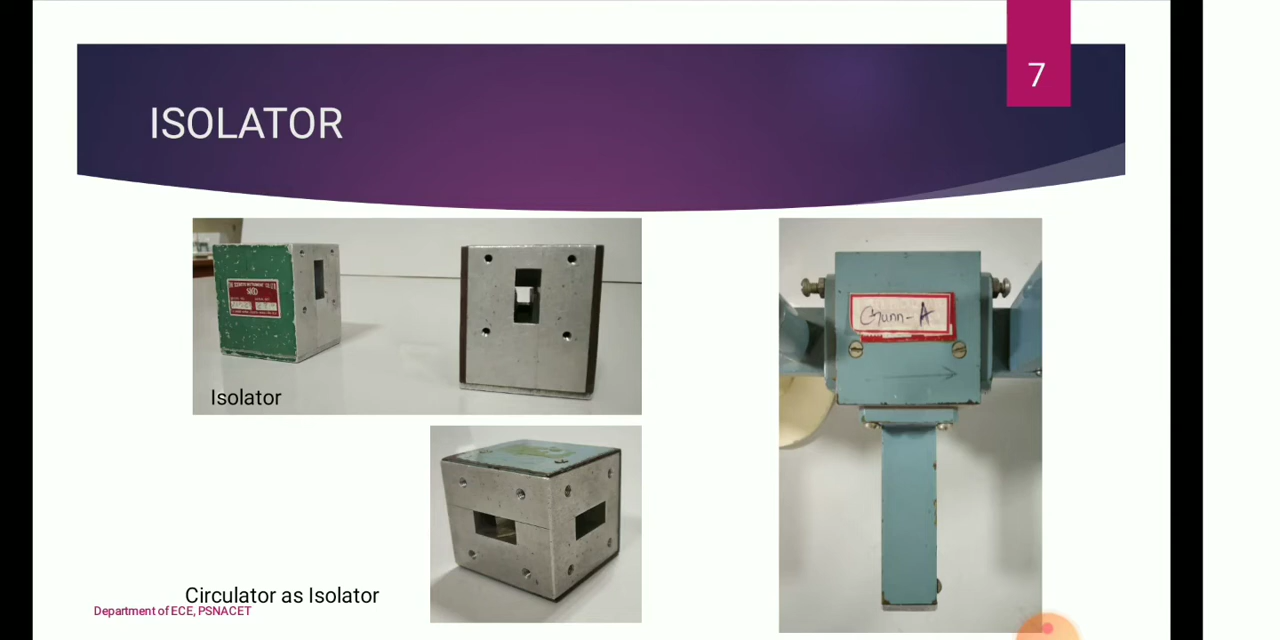 7
ISOLATOR
Isolator
Gunn-A
Circulator as Isolator
Department of ECE, PSNACET